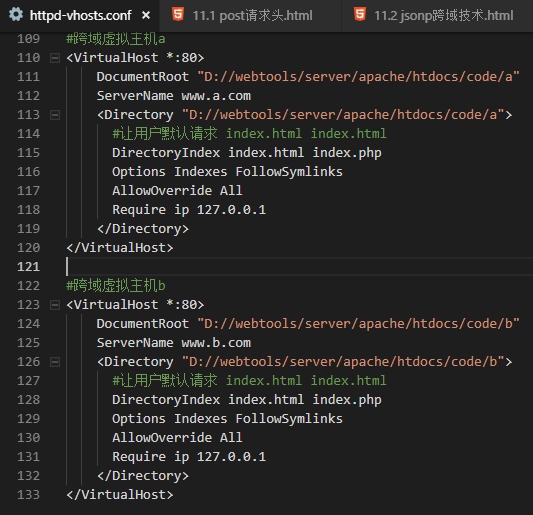 httpd-vhosts.conf × 11.1 post请求头.html 11.2 jsonp跨域技术.html
109 #跨域虚拟主机a
110 <VirtualHost *:80>
111 DocumentRoot "D://webtools/server/apache/htdocs/code/a"
112 ServerName www.a.com
113 <Directory "D://webtools/server/apache/htdocs/code/a">
114 #让用户默认请求 index.html index.html
115 DirectoryIndex index.html index.php
116 Options Indexes FollowSymlinks
117 AllowOverride All
118 Require ip 127.0.0.1
119 </Directory>
120 </VirtualHost>
121
122 #跨域虚拟主机b
123 <VirtualHost *:80>
124 DocumentRoot "D://webtools/server/apache/htdocs/code/b"
125 ServerName www.b.com
126 <Directory "D://webtools/server/apache/htdocs/code/b">
127 #让用户默认请求 index.html index.html
128 DirectoryIndex index.html index.php
129 Options Indexes FollowSymlinks
130 AllowOverride All
131 Require ip 127.0.0.1
132 </Directory>
133 </VirtualHost>